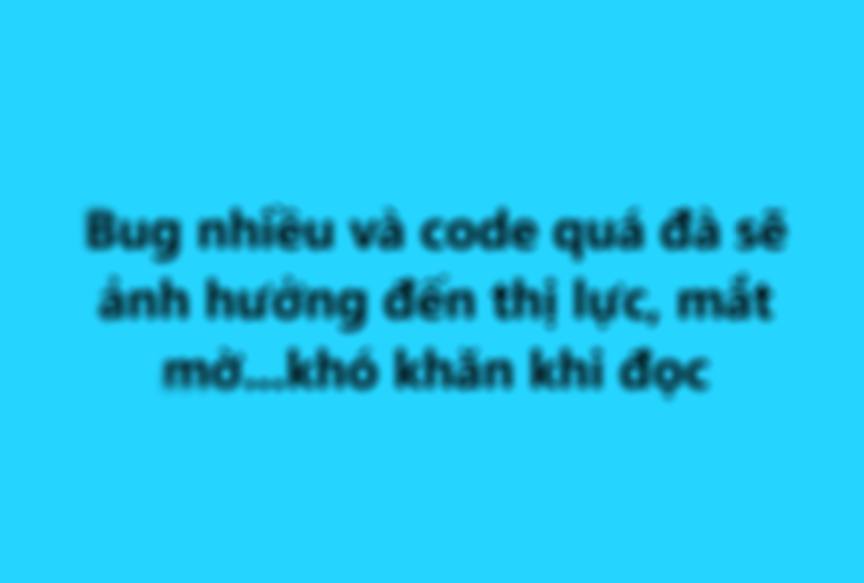 Bug nhiều và code quá đà sẽ
ảnh hưởng đến thị lực, mắt
mờ...khó khăn khi đọc